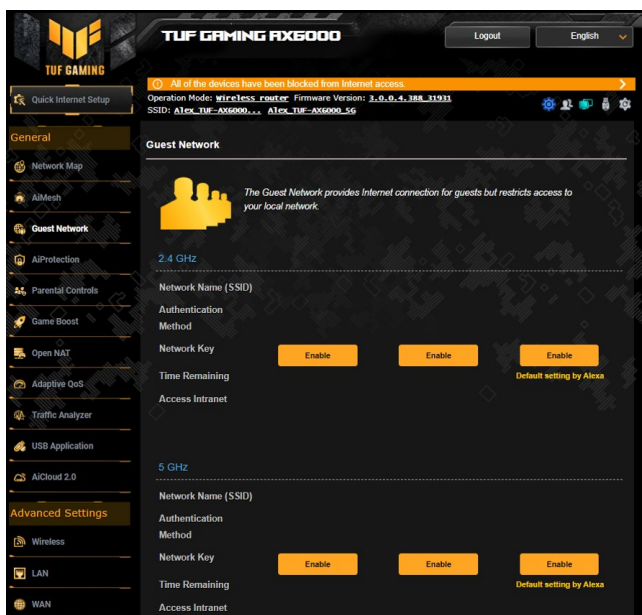 TUF GAMING AX6000
Logout
English
TUF GAMING
All of the devices have been blocked from Internet access.
Quick Internet Setup
Operation Mode: Wireless router Firmware Version: 3.0.0.4.388_31931
SSID: Alex_TUF-AX6000... Alex_TUF-AX6000_5G
General
Guest Network
Network Map
The Guest Network provides Internet connection for guests but restricts access to
your local network.
AiMesh
Guest Network
AiProtection
2.4 GHz
Parental Controls
Network Name (SSID)
Authentication
Method
Game Boost
Network Key
Enable Enable Enable
Open NAT
Time Remaining
Default setting by Alexa
Adaptive QoS
Access Intranet
Traffic Analyzer
USB Application
5 GHz
AiCloud 2.0
Network Name (SSID)
Advanced Settings
Authentication
Method
Wireless
Network Key
Enable Enable Enable
LAN
Time Remaining
Default setting by Alexa
WAN
Access Intranet